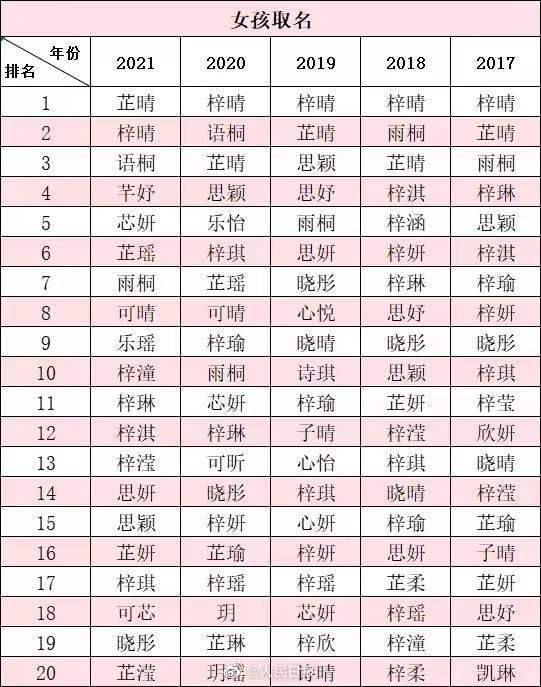 女孩取名
年份 排名 2021 2020 2019 2018 2017
1 芷晴 梓晴 梓晴 梓晴 梓晴
2 梓晴 语桐 芷晴 雨桐 芷晴
3 语桐 芷晴 思颖 芷晴 雨桐
4 芊妤 思颖 思妤 梓淇 梓琳
5 芯妍 乐怡 雨桐 梓涵 思颖
6 芷瑶 梓琪 思妍 梓妍 梓淇
7 雨桐 芷瑶 晓彤 梓琳 梓瑜
8 可晴 可晴 心悦 思妤 梓妍
9 乐瑶 梓瑜 晓晴 晓彤 晓彤
10 梓潼 雨桐 诗琪 思颖 梓琪
11 梓琳 芯妍 梓瑜 芷妍 梓莹
12 梓淇 梓琳 子晴 梓滢 欣妍
13 梓滢 可昕 心怡 梓琪 晓晴
14 思妍 晓彤 梓琪 晓晴 梓滢
15 思颖 梓妍 心妍 梓瑜 芷瑜
16 芷妍 芷瑜 梓妍 思妍 子晴
17 梓琪 梓瑶 梓瑶 芷柔 芷妍
18 可芯 玥 芯妍 梓瑶 思妤
19 晓彤 芷琳 梓欣 梓潼 芷柔
20 芷滢 玥瑶 诗晴 梓柔 凯琳
@人民日报